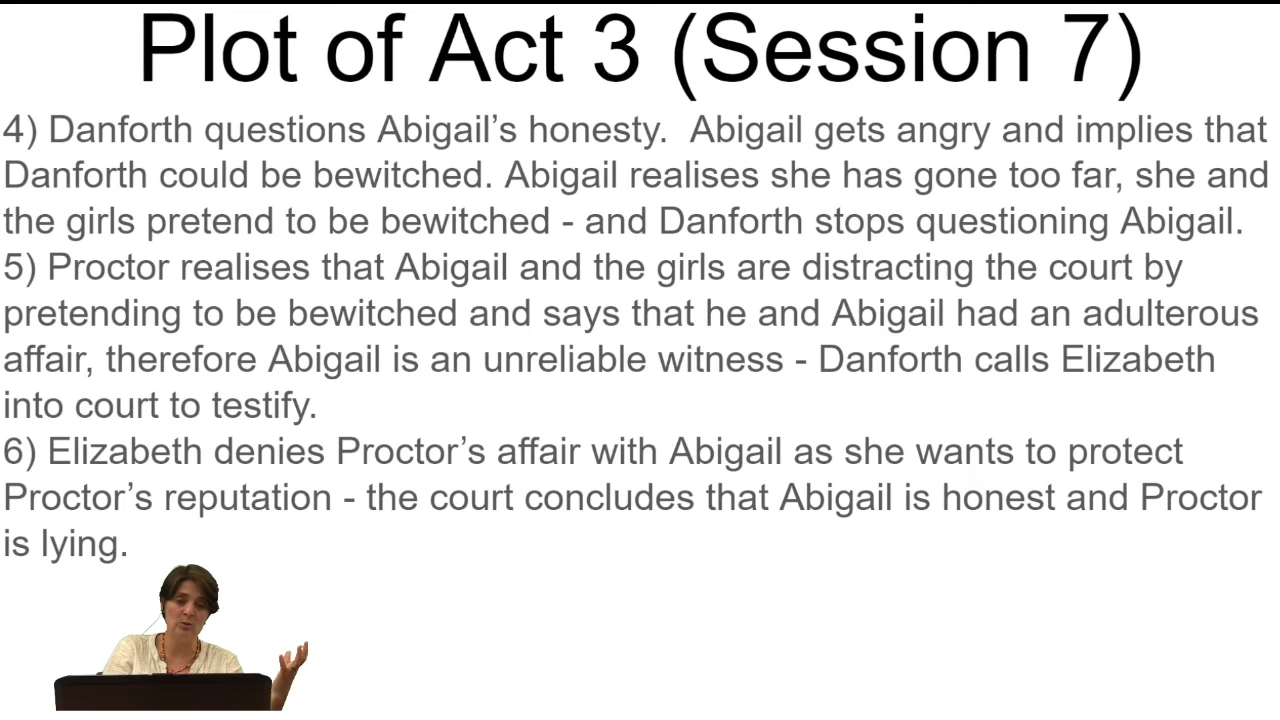 Plot of Act 3 (Session 7)
4) Danforth questions Abigail’s honesty.  Abigail gets angry and implies that
Danforth could be bewitched. Abigail realises she has gone too far, she and
the girls pretend to be bewitched - and Danforth stops questioning Abigail.
5) Proctor realises that Abigail and the girls are distracting the court by
pretending to be bewitched and says that he and Abigail had an adulterous
affair, therefore Abigail is an unreliable witness - Danforth calls Elizabeth
into court to testify.
6) Elizabeth denies Proctor’s affair with Abigail as she wants to protect
Proctor’s reputation - the court concludes that Abigail is honest and Proctor
is lying.